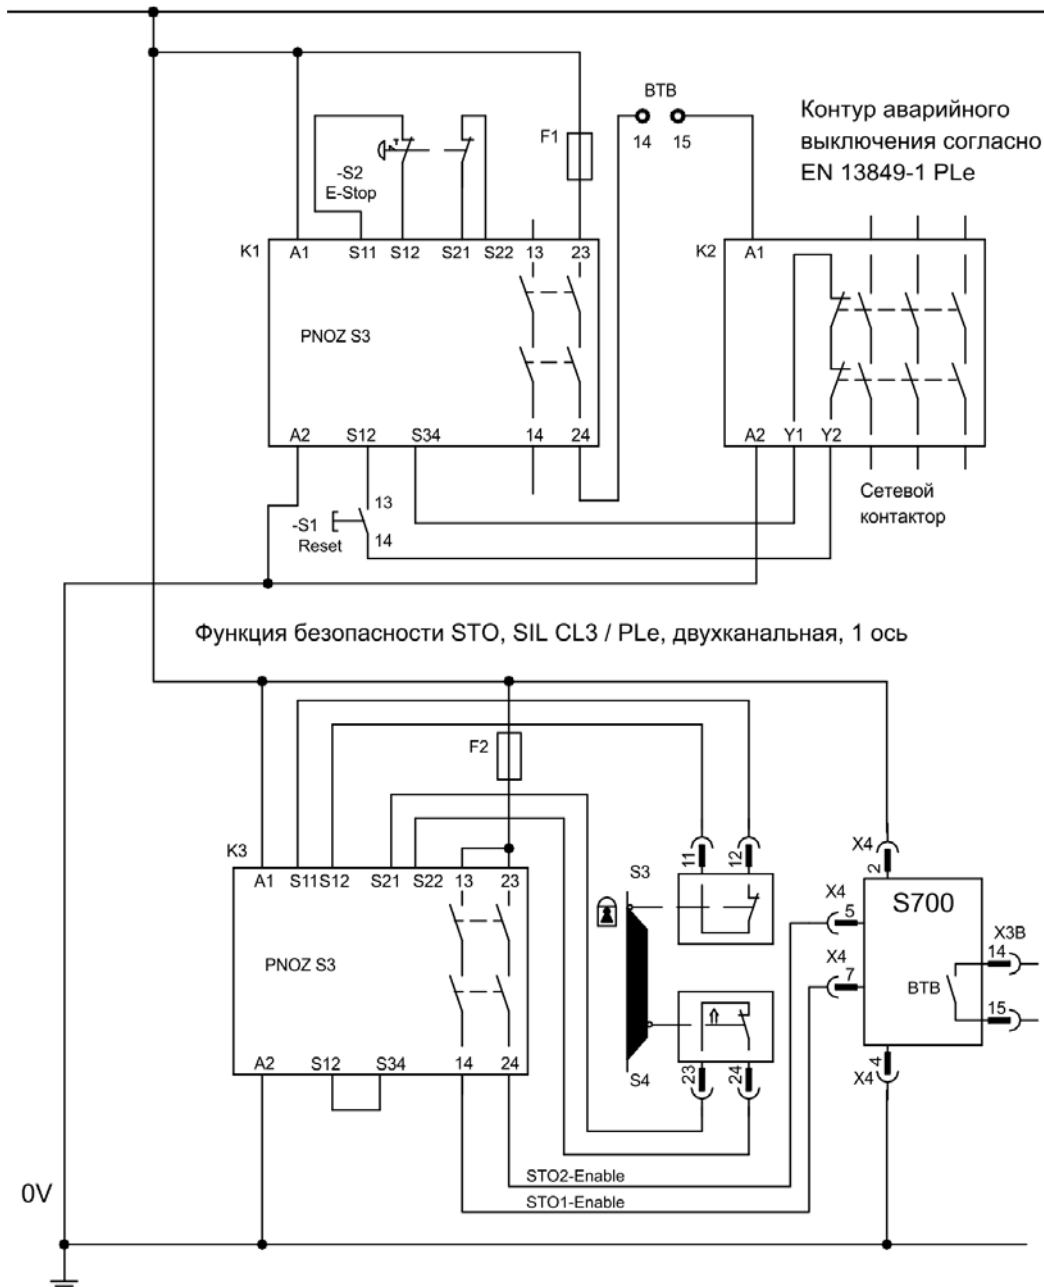 BTB
14 15
Контур аварийного
выключения согласно
EN 13849-1 PLe
F1
-S2
E-Stop
K1
A1 S11 S12 S21 S22 13 23
K2
A1
PNOZ S3
A2 S12 S34 14 24
A2 Y1 Y2
13
-S1
Reset
14
Сетевой
контактор
Функция безопасности STO, SIL CL3 / PLe, двухканальная, 1 ось
F2
K3
A1 S11 S12 S21 S22 13 23
PNOZ S3
A2 S12 S34 14 24
S3
11 12
S4
23 24
X4
2
S700
X4
5
X4
7
X3B
14
BTB
15
4
X4
STO2-Enable
STO1-Enable
0V